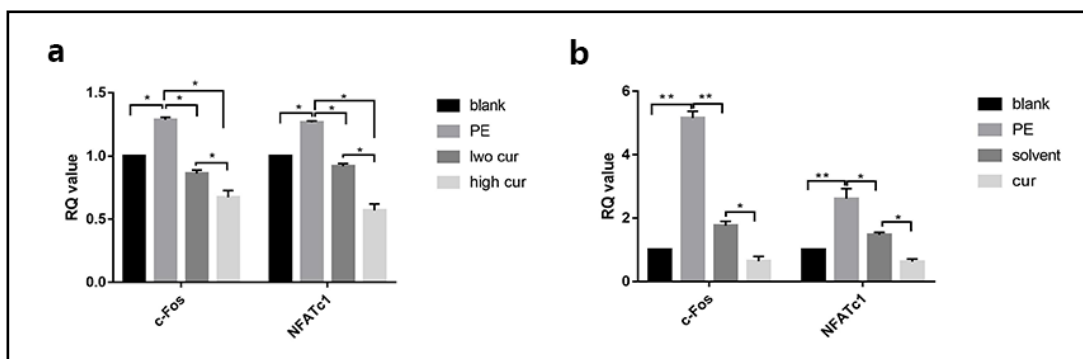 a
RQ value
1.5
1.0
0.5
0.0
* * *
*
* * *
*
c-Fos
NFATc1
blank
PE
lwo cur
high cur
b
RQ value
6
4
2
0
** **
*
** *
*
c-Fos
NFATc1
blank
PE
solvent
cur